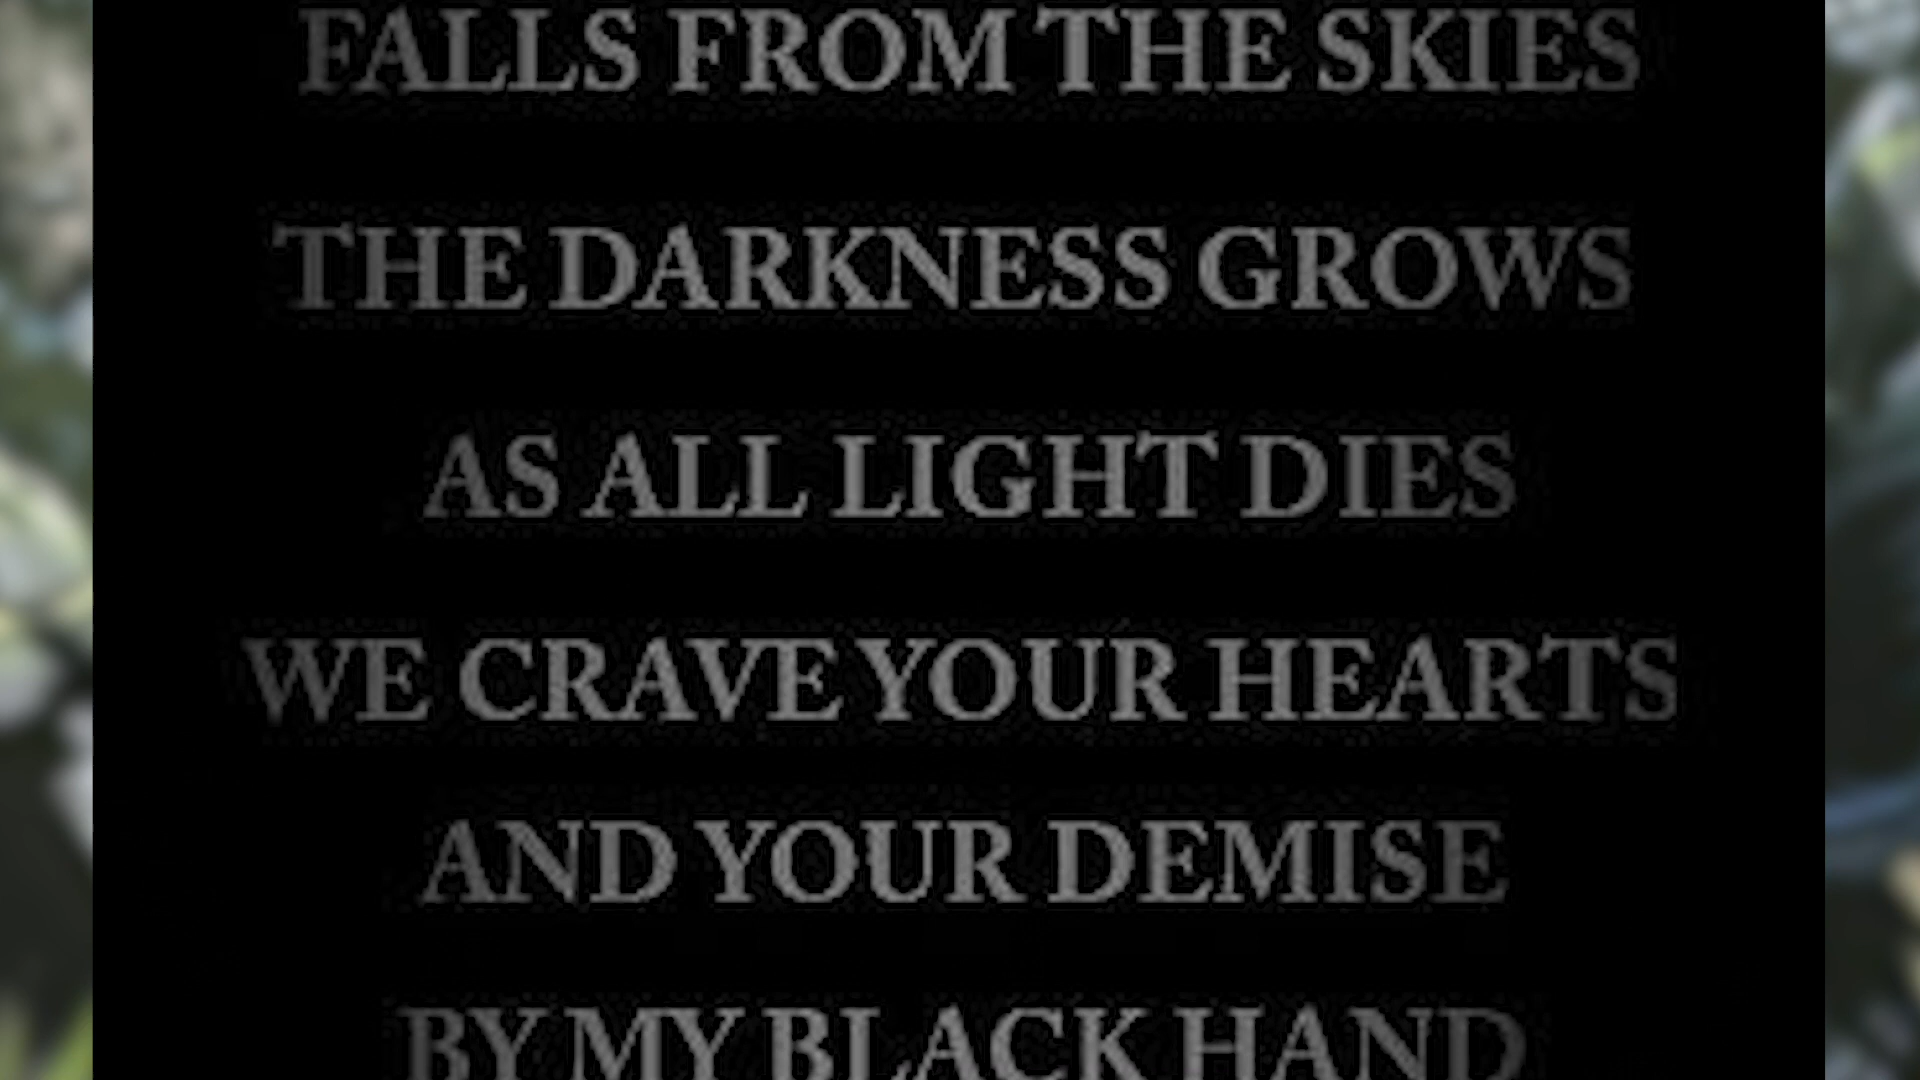 FALLS FROM THE SKIES
THE DARKNESS GROWS
AS ALL LIGHT DIES
WE CRAVE YOUR HEARTS
AND YOUR DEMISE
BY MY BLACK HAND